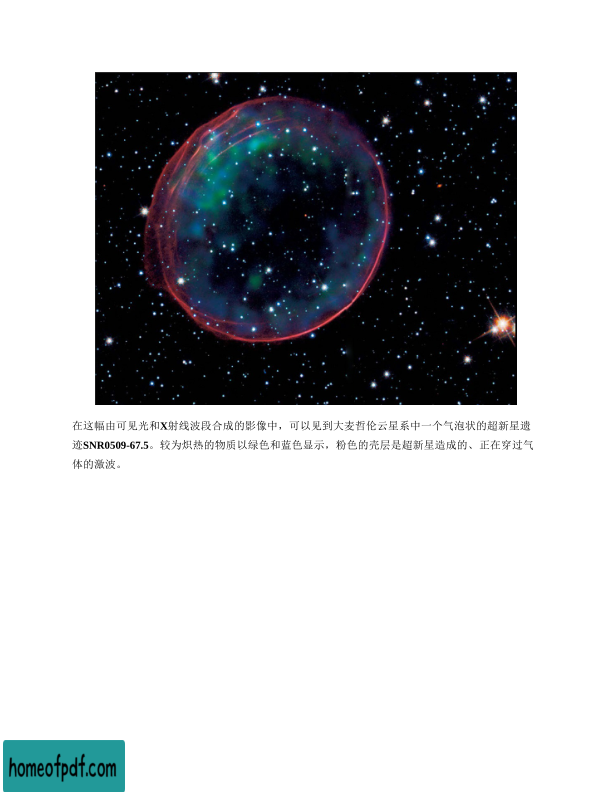 在这幅由可见光和X射线波段合成的影像中，可以见到大麦哲伦云星系中一个气泡状的超新星遗
迹SNR0509-67.5。较为炽热的物质以绿色和蓝色显示，粉色的壳层是超新星造成的、正在穿过气
体的激波。
homeofpdf.com